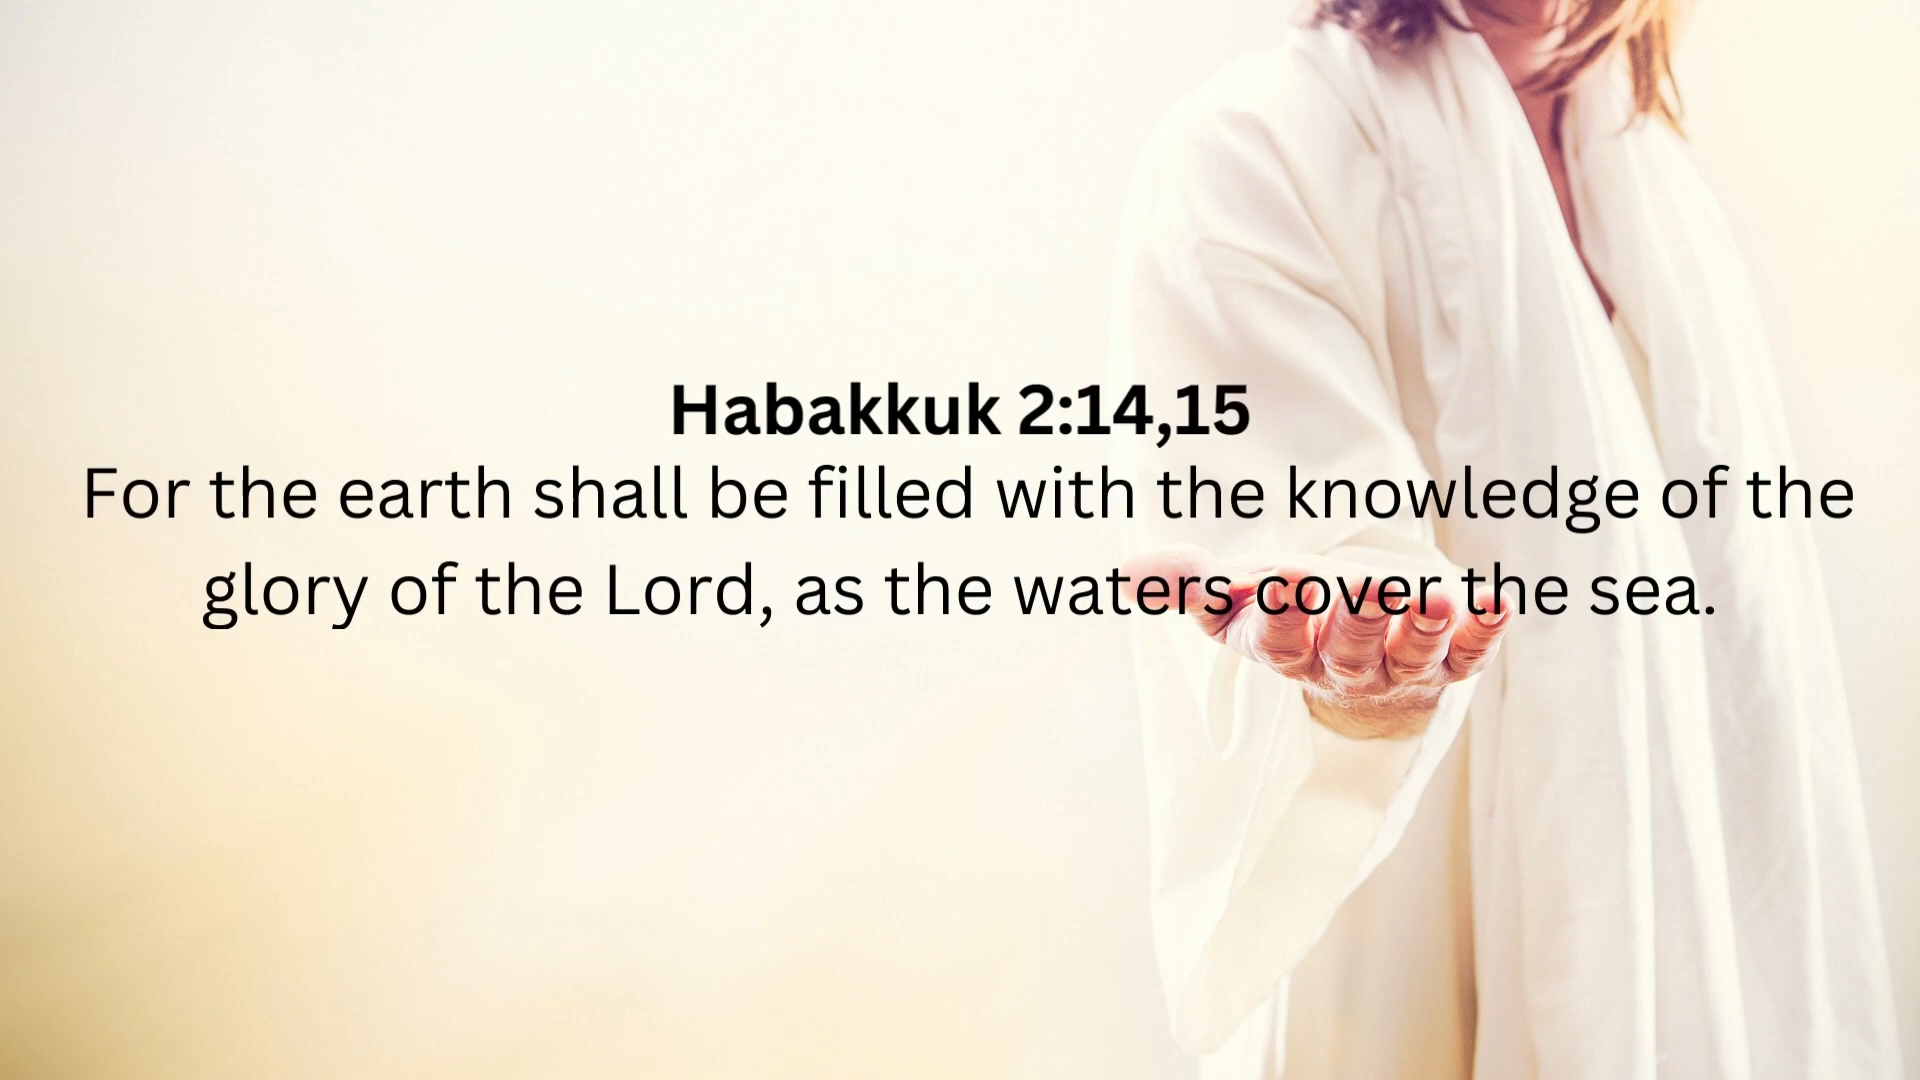 Habakkuk 2:14,15
For the earth shall be filled with the knowledge of the
glory of the Lord, as the waters cover the sea.